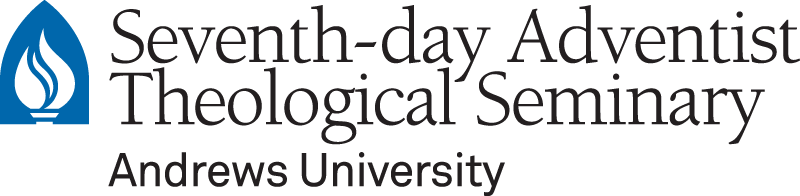 Seventh-day Adventist
Theological Seminary
Andrews University